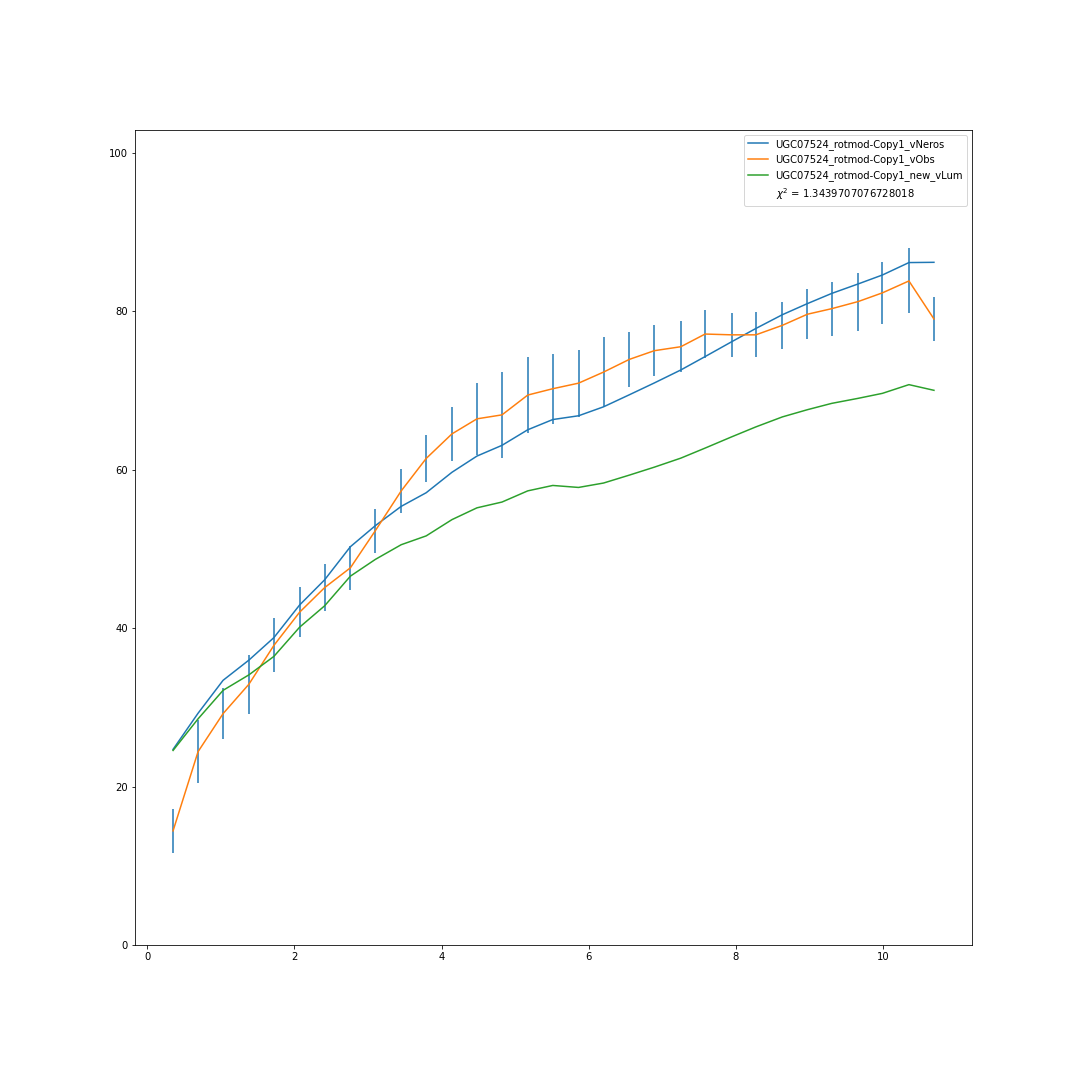 UGC07524_rotmod-Copy1_vNeros
UGC07524_rotmod-Copy1_vObs
UGC07524_rotmod-Copy1_new_vLum
χ² = 1.3439707076728018
100
80
60
40
20
0
0 2 4 6 8 10